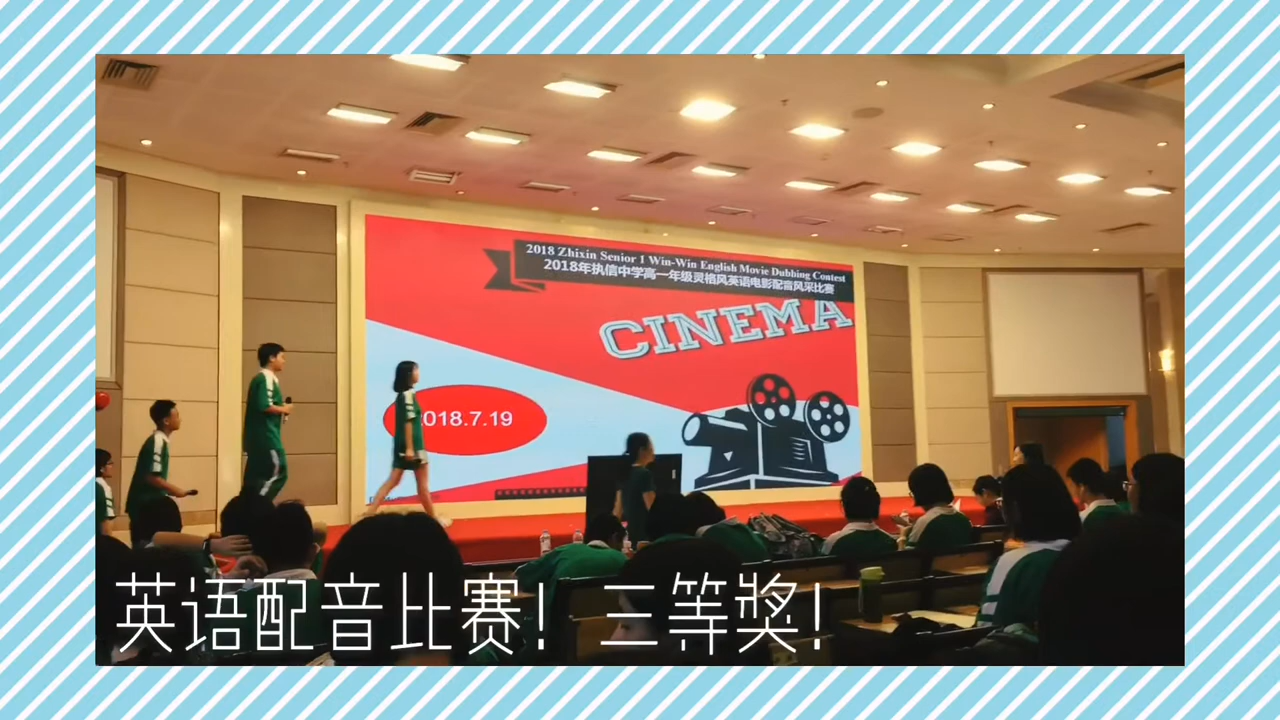 2018 Zhixin Senior 1 Win-Win English Movie Dubbing Contest
2018年执信中学高一年级灵格风英语电影配音风采比赛
CINEMA
2018.7.19
英语配音比赛！三等奖！